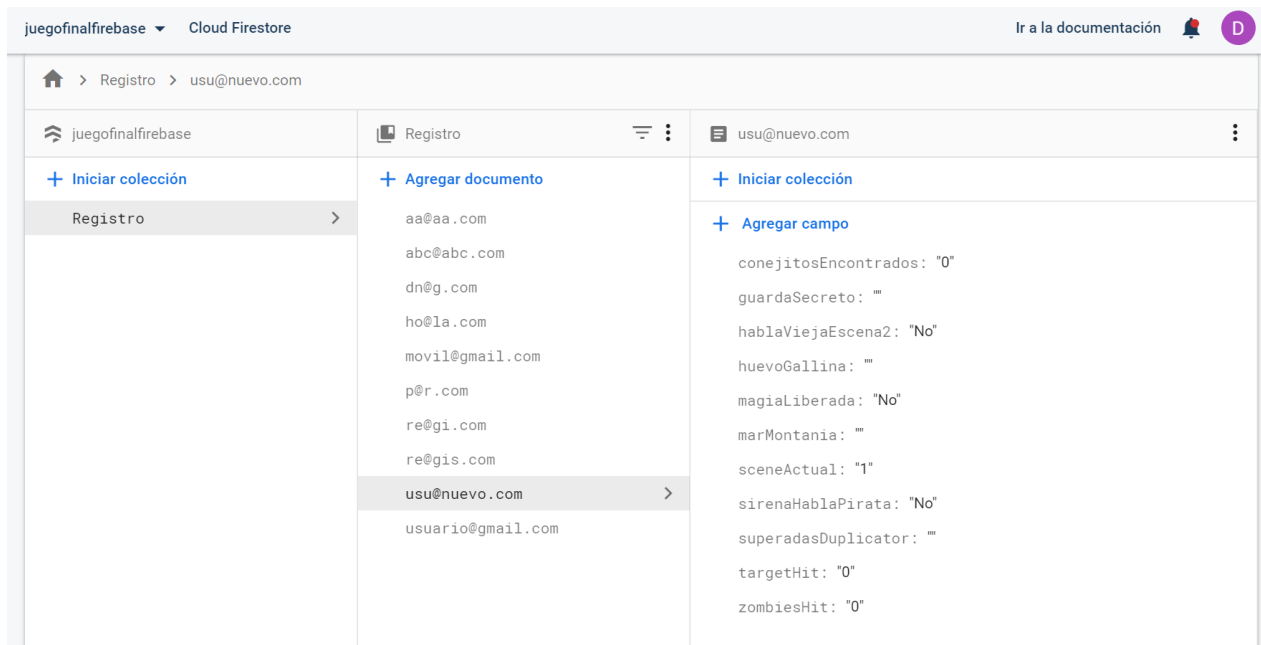 juegofinalfirebase Cloud Firestore Ir a la documentación D
Registro > usu@nuevo.com
juegofinalfirebase
Iniciar colección
Registro
Registro
Agregar documento
aa@aa.com
abc@abc.com
dn@g.com
ho@la.com
movil@gmail.com
p@r.com
re@gi.com
re@gis.com
usu@nuevo.com
usuario@gmail.com
usu@nuevo.com
Iniciar colección
Agregar campo
conejitosEncontrados: "0"
guardaSecreto: ""
hablaViejaEscena2: "No"
huevoGallina: ""
magiaLiberada: "No"
marMontania: ""
sceneActual: "1"
sirenaHablaPirata: "No"
superadasDuplicator: ""
targetHit: "0"
zombiesHit: "0"